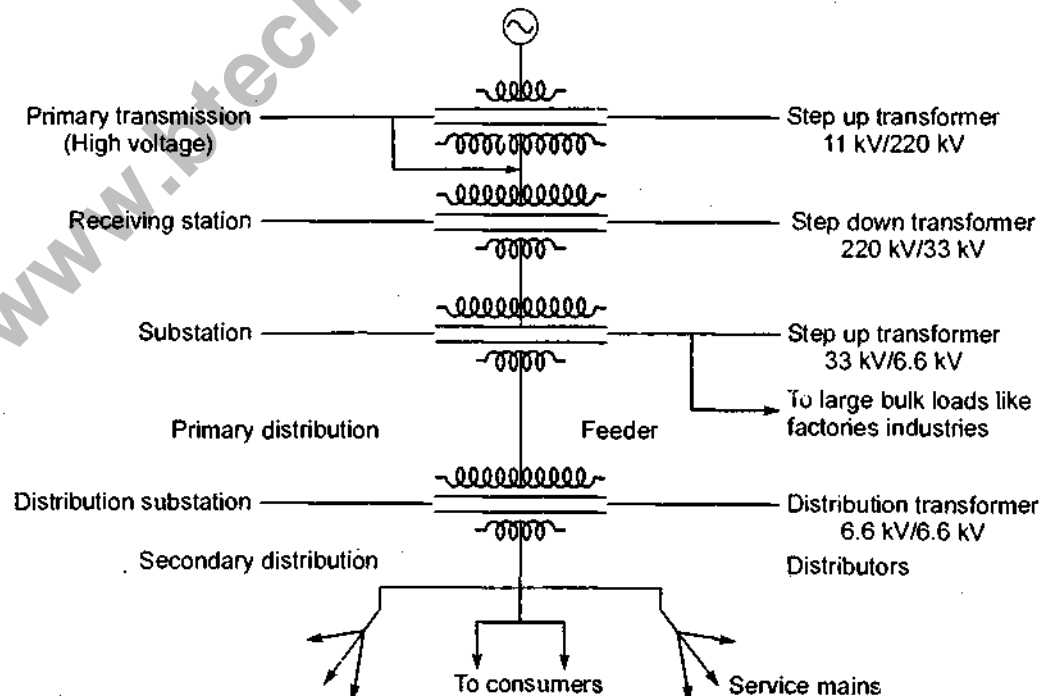 www.btech
Primary transmission
(High voltage)
Step up transformer
11 kV/220 kV
Receiving station
Step down transformer
220 kV/33 kV
Substation
Step up transformer
33 kV/6.6 kV
To large bulk loads like
factories industries
Primary distribution
Feeder
Distribution substation
Distribution transformer
6.6 kV/6.6 kV
Secondary distribution
Distributors
To consumers
Service mains